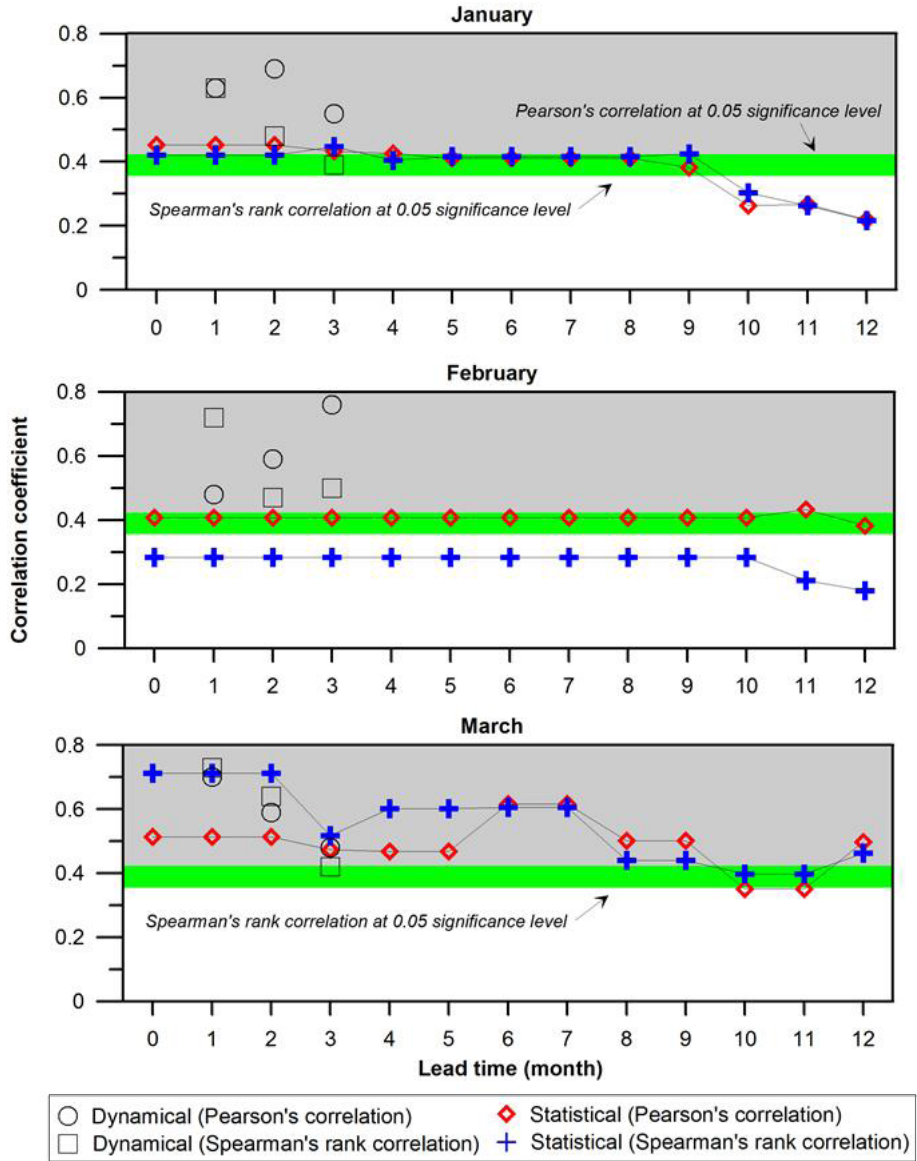 January
0.8
0.6
0.4
0.2
0
Pearson's correlation at 0.05 significance level
Spearman's rank correlation at 0.05 significance level
0 1 2 3 4 5 6 7 8 9 10 11 12
February
0.8
0.6
0.4
0.2
0
0 1 2 3 4 5 6 7 8 9 10 11 12
Correlation coefficient
March
0.8
0.6
0.4
0.2
0
Spearman's rank correlation at 0.05 significance level
0 1 2 3 4 5 6 7 8 9 10 11 12
Lead time (month)
Dynamical (Pearson's correlation)
Statistical (Pearson's correlation)
Dynamical (Spearman's rank correlation)
Statistical (Spearman's rank correlation)